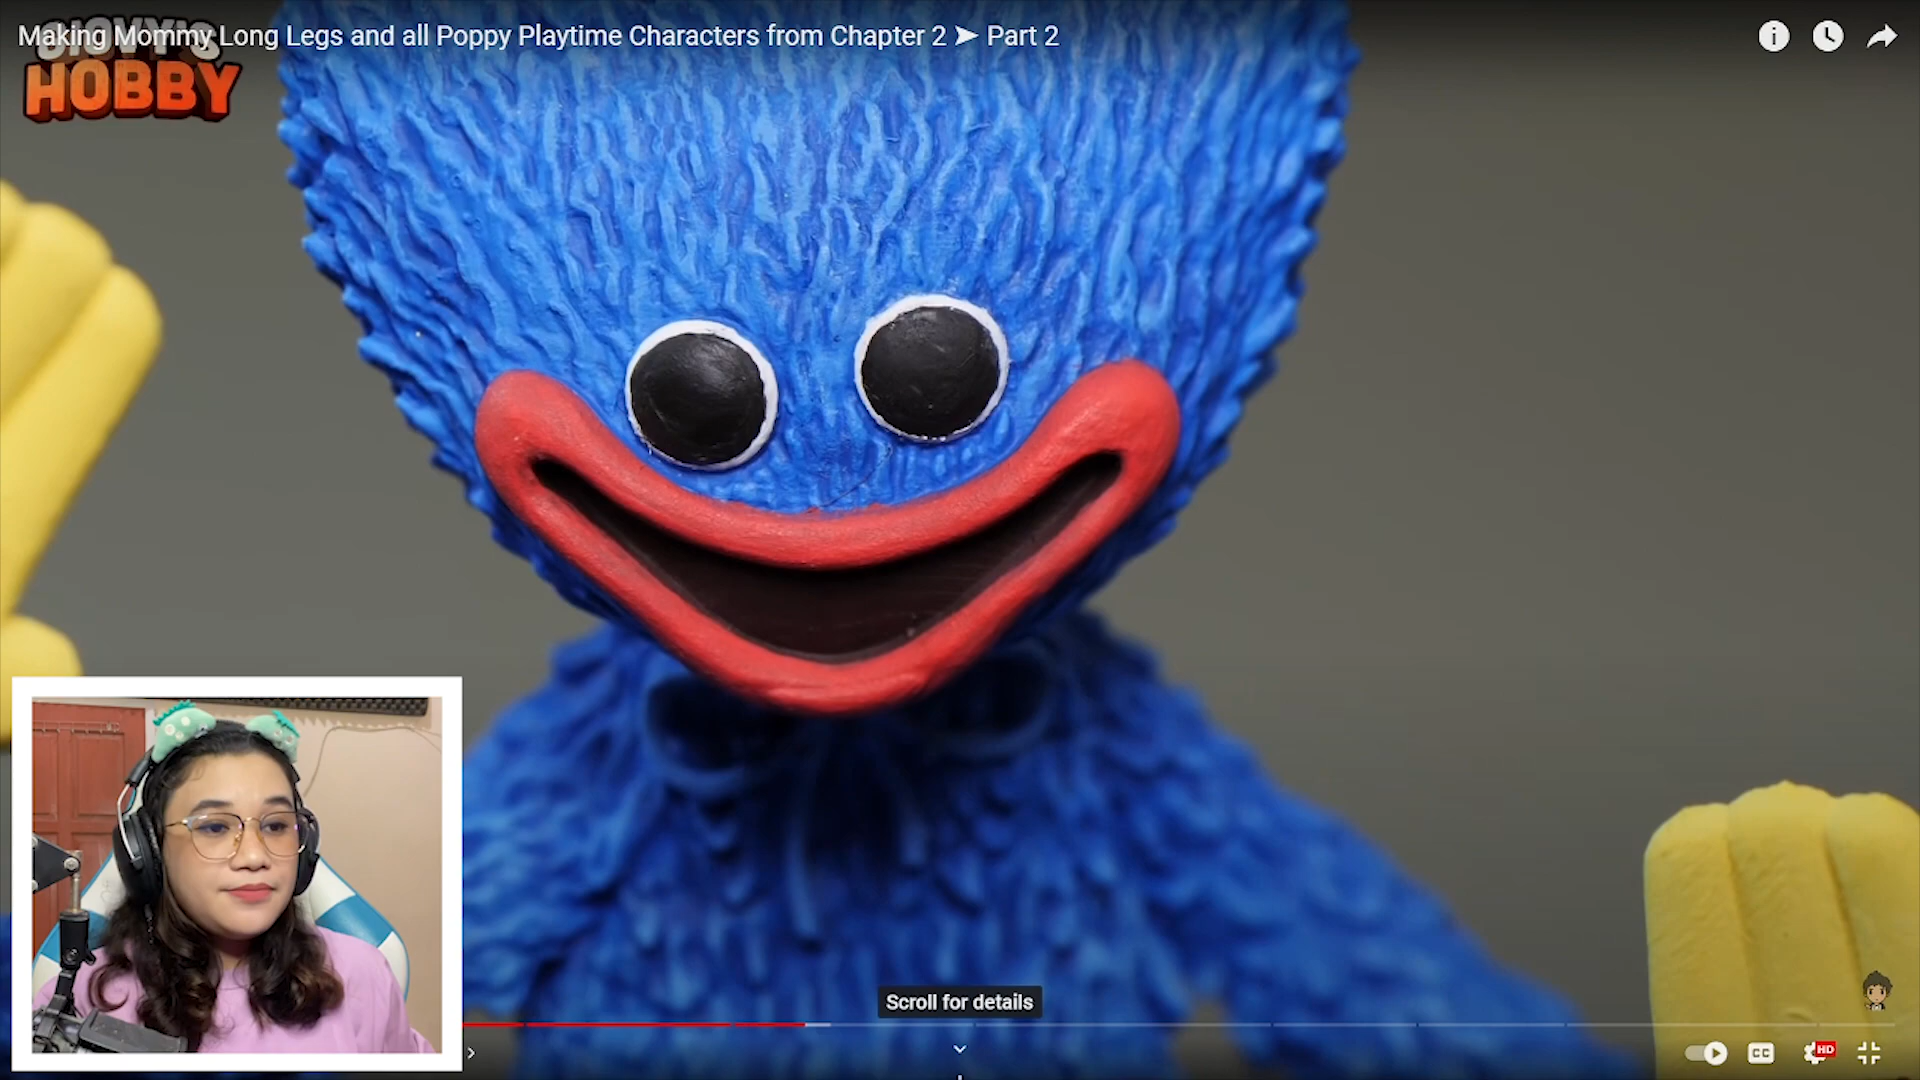 Making Mommy Long Legs and all Poppy Playtime Characters from Chapter 2 ➤ Part 2
HOBBY
Scroll for details
CC
HD